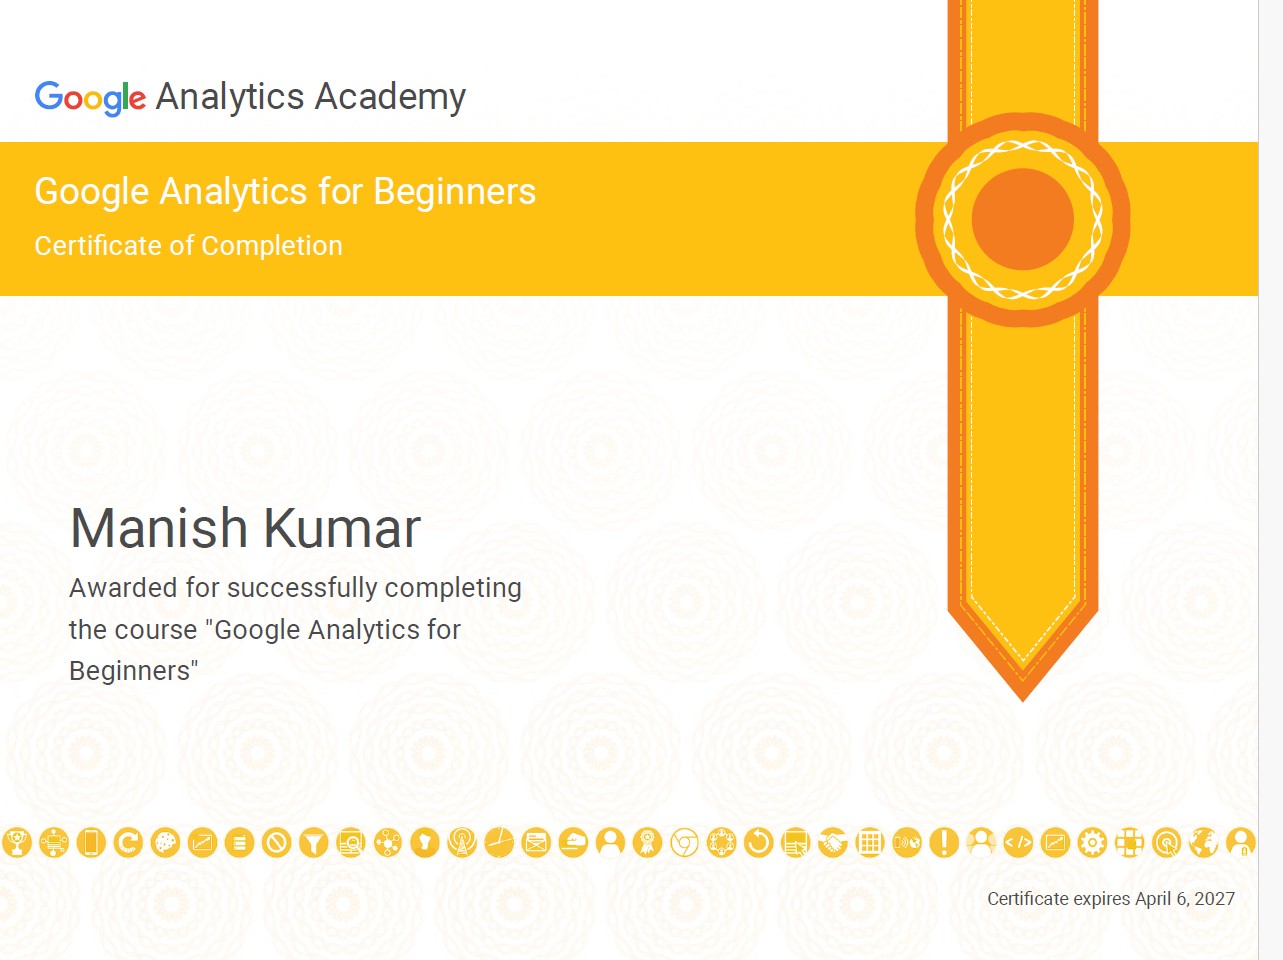 Google Analytics Academy
Google Analytics for Beginners
Certificate of Completion
Manish Kumar
Awarded for successfully completing
the course "Google Analytics for
Beginners"
Certificate expires April 6, 2027